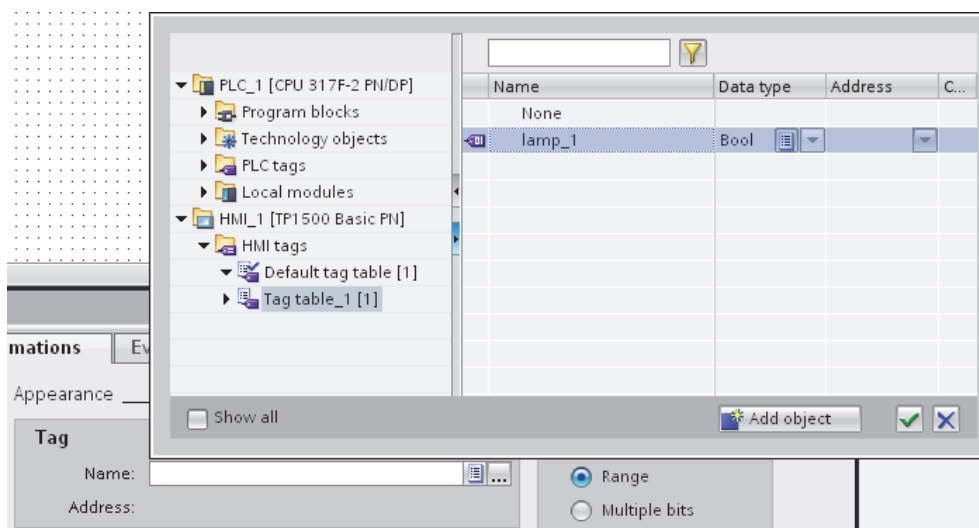 PLC_1 [CPU 317F-2 PN/DP]
Program blocks
Technology objects
PLC tags
Local modules
HMI_1 [TP1500 Basic PN]
HMI tags
Default tag table [1]
Tag table_1 [1]
Name Data type Address C...
None
lamp_1 Bool
Show all
Add object
mations Ev
Appearance
Tag
Name: ...
Address:
Range
Multiple bits